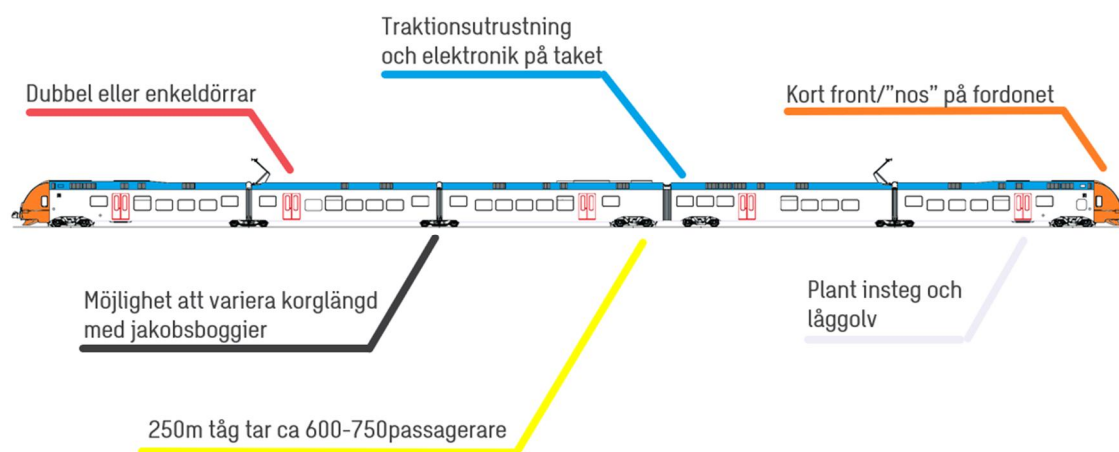 Traktionsutrustning
och elektronik på taket
Dubbel eller enkeldörrar
Kort front/"nos" på fordonet
Möjlighet att variera korglängd
med jakobsboggier
Plant insteg och
låggolv
250m tåg tar ca 600-750passagerare